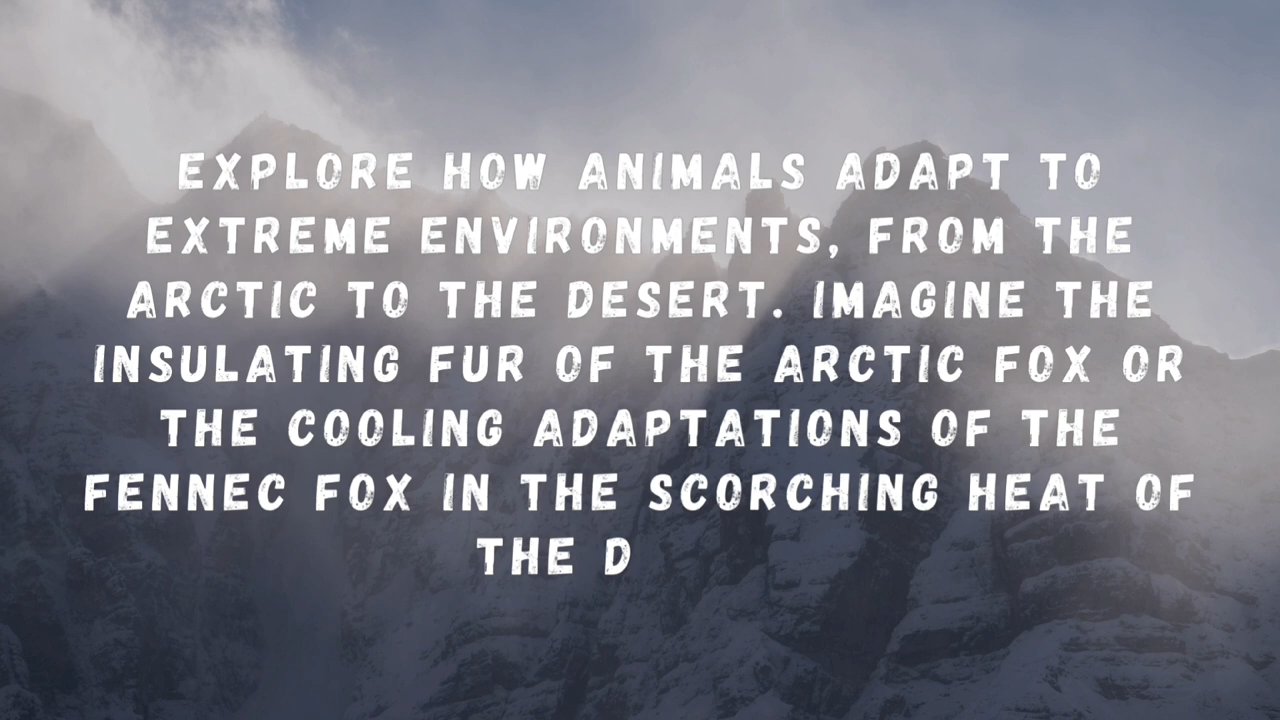 EXPLORE HOW ANIMALS ADAPT TO
EXTREME ENVIRONMENTS, FROM THE
ARCTIC TO THE DESERT. IMAGINE THE
INSULATING FUR OF THE ARCTIC FOX OR
THE COOLING ADAPTATIONS OF THE
FENNEC FOX IN THE SCORCHING HEAT OF
THE D